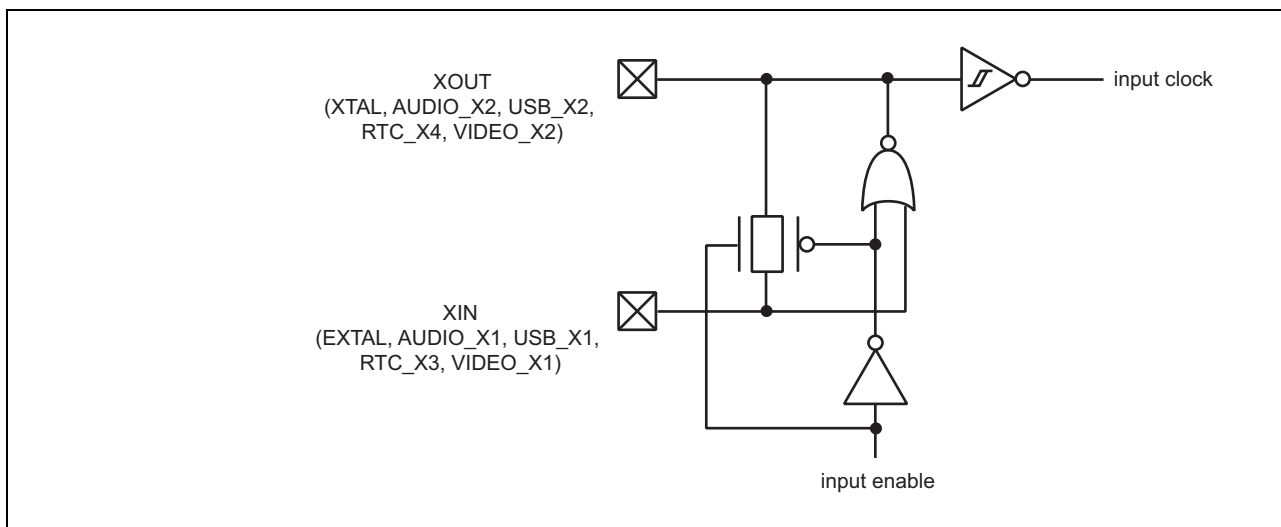 XOUT
(XTAL, AUDIO_X2, USB_X2,
RTC_X4, VIDEO_X2)
input clock
XIN
(EXTAL, AUDIO_X1, USB_X1,
RTC_X3, VIDEO_X1)
input enable